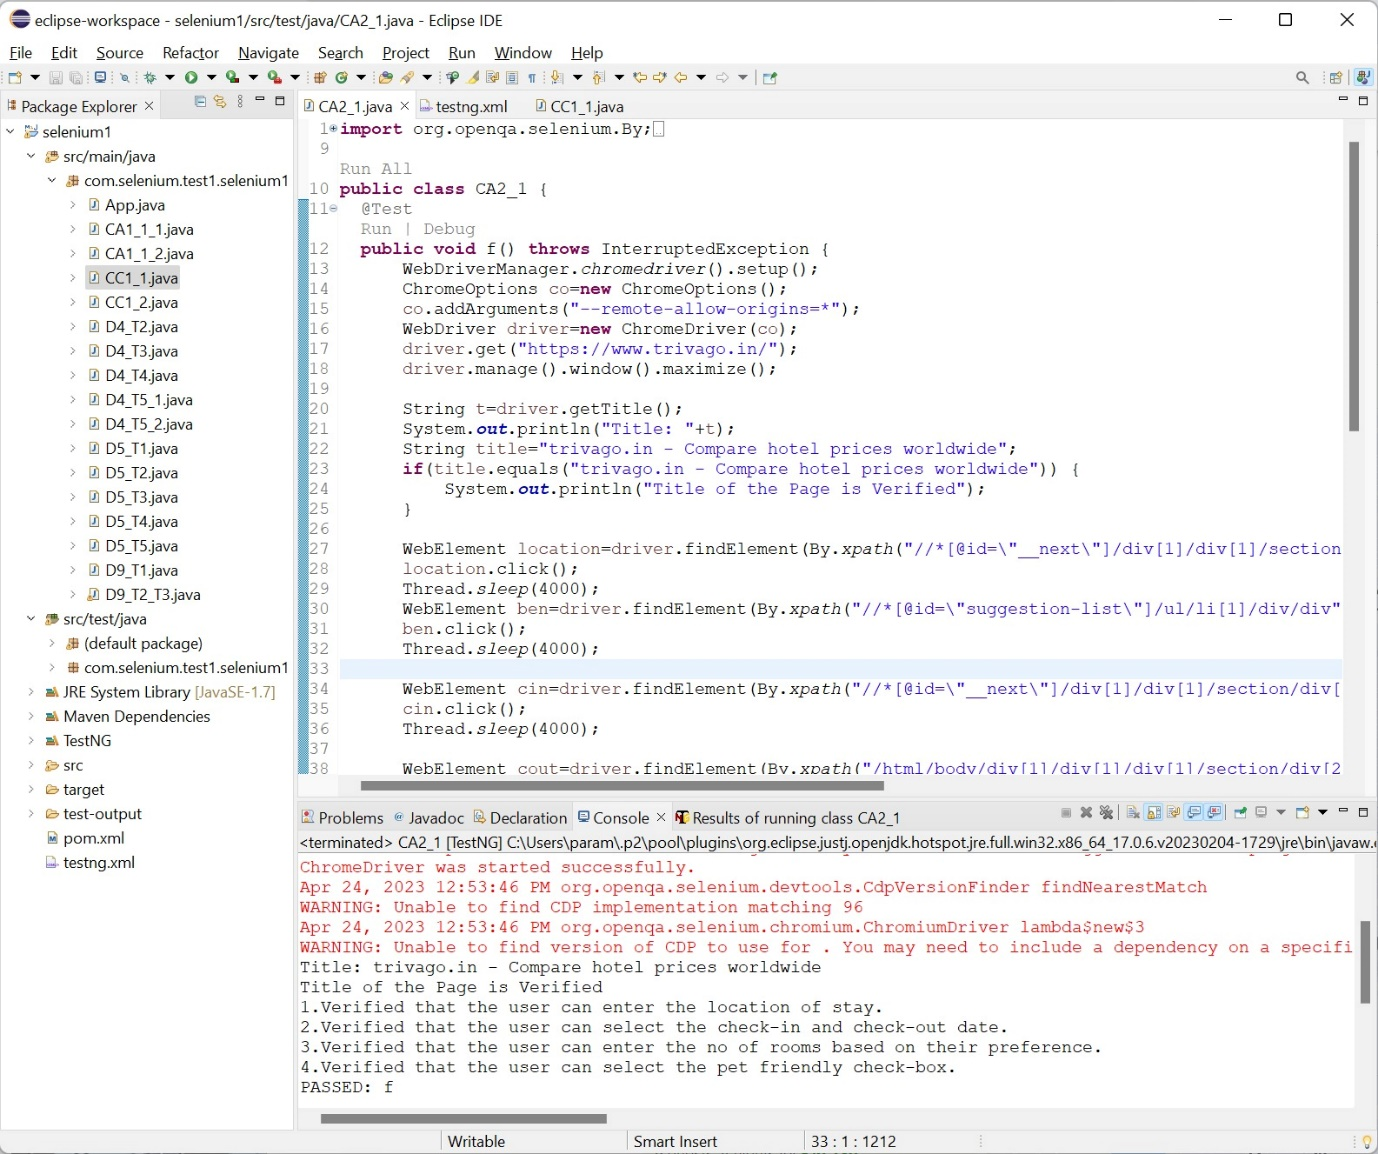 eclipse-workspace - selenium1/src/test/java/CA2_1.java - Eclipse IDE
File Edit Source Refactor Navigate Search Project Run Window Help
Package Explorer
selenium1
src/main/java
com.selenium.test1.selenium1
App.java
CA1_1_1.java
CA1_1_2.java
CC1_1.java
CC1_2.java
D4_T2.java
D4_T3.java
D4_T4.java
D4_T5_1.java
D4_T5_2.java
D5_T1.java
D5_T2.java
D5_T3.java
D5_T4.java
D5_T5.java
D9_T1.java
D9_T2_T3.java
src/test/java
(default package)
com.selenium.test1.selenium1
JRE System Library [JavaSE-1.7]
Maven Dependencies
TestNG
src
target
test-output
pom.xml
testng.xml
CA2_1.java testng.xml CC1_1.java
1 import org.openqa.selenium.By;
9
Run All
10 public class CA2_1 {
11 @Test
Run | Debug
12 public void f() throws InterruptedException {
13 WebDriverManager.chromedriver().setup();
14 ChromeOptions co=new ChromeOptions();
15 co.addArguments("--remote-allow-origins=*");
16 WebDriver driver=new ChromeDriver(co);
17 driver.get("https://www.trivago.in/");
18 driver.manage().window().maximize();
19
20 String t=driver.getTitle();
21 System.out.println("Title: "+t);
22 String title="trivago.in - Compare hotel prices worldwide";
23 if(title.equals("trivago.in - Compare hotel prices worldwide")) {
24 System.out.println("Title of the Page is Verified");
25 }
26
27 WebElement location=driver.findElement(By.xpath("//*[@id=\"__next\"]/div[1]/div[1]/section
28 location.click();
29 Thread.sleep(4000);
30 WebElement ben=driver.findElement(By.xpath("//*[@id=\"suggestion-list\"]/ul/li[1]/div/div"
31 ben.click();
32 Thread.sleep(4000);
33
34 WebElement cin=driver.findElement(By.xpath("//*[@id=\"__next\"]/div[1]/div[1]/section/div[
35 cin.click();
36 Thread.sleep(4000);
37
38 WebElement cout=driver.findElement(By.xpath("/html/body/div[1]/div[1]/div[1]/section/div[2
Problems Javadoc Declaration Console Results of running class CA2_1
<terminated> CA2_1 [TestNG] C:\Users\param\.p2\pool\plugins\org.eclipse.justj.openjdk.hotspot.jre.full.win32.x86_64_17.0.6.v20230204-1729\jre\bin\javaw.e
ChromeDriver was started successfully.
Apr 24, 2023 12:53:46 PM org.openqa.selenium.devtools.CdpVersionFinder findNearestMatch
WARNING: Unable to find CDP implementation matching 96
Apr 24, 2023 12:53:46 PM org.openqa.selenium.chromium.ChromiumDriver lambda$new$3
WARNING: Unable to find version of CDP to use for . You may need to include a dependency on a specifi
Title: trivago.in - Compare hotel prices worldwide
Title of the Page is Verified
1.Verified that the user can enter the location of stay.
2.Verified that the user can select the check-in and check-out date.
3.Verified that the user can enter the no of rooms based on their preference.
4.Verified that the user can select the pet friendly check-box.
PASSED: f
Writable Smart Insert 33 : 1 : 1212